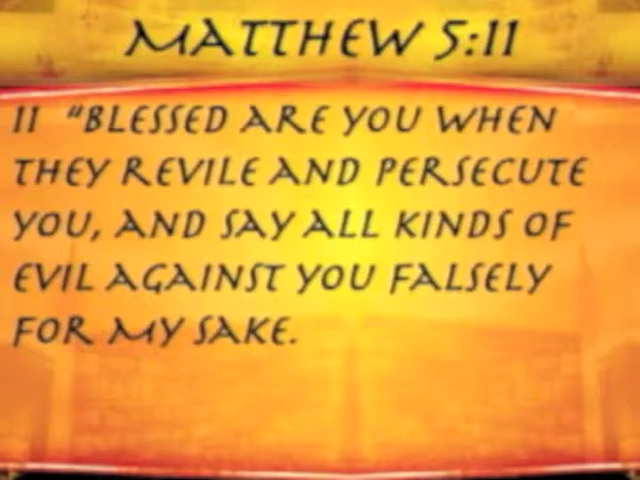 MATTHEW 5:11
11 "BLESSED ARE YOU WHEN
THEY REVILE AND PERSECUTE
YOU, AND SAY ALL KINDS OF
EVIL AGAINST YOU FALSELY
FOR MY SAKE.